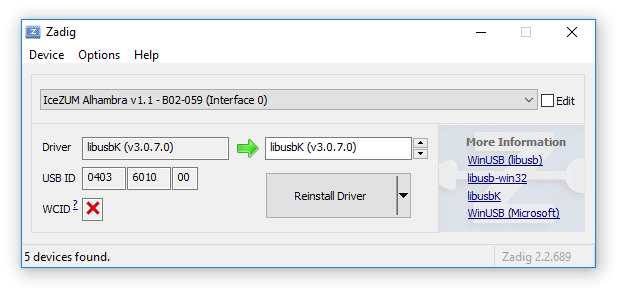 Zadig
Device Options Help
IceZUM Alhambra v1.1 - B02-059 (Interface 0) Edit
Driver libusbK (v3.0.7.0) libusbK (v3.0.7.0)
USB ID 0403 6010 00
WCID ?
Reinstall Driver
More Information
WinUSB (libusb)
libusb-win32
libusbK
WinUSB (Microsoft)
5 devices found. Zadig 2.2.689